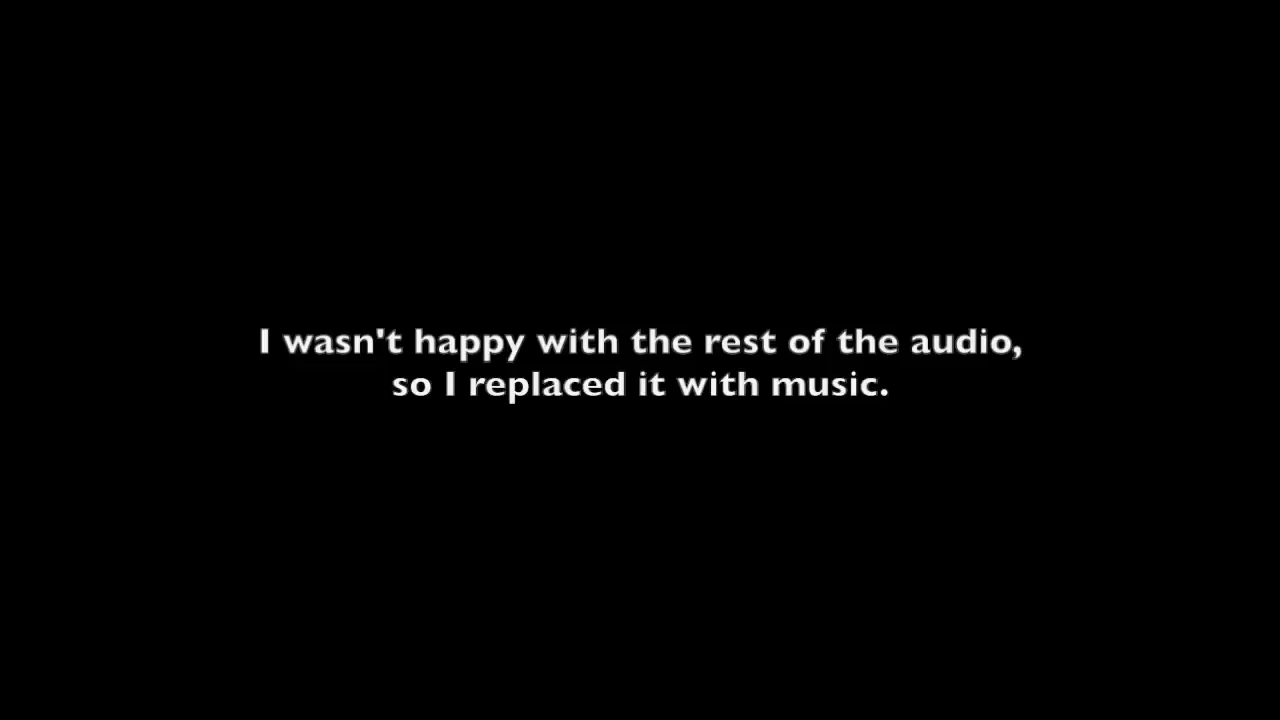 I wasn't happy with the rest of the audio,
so I replaced it with music.